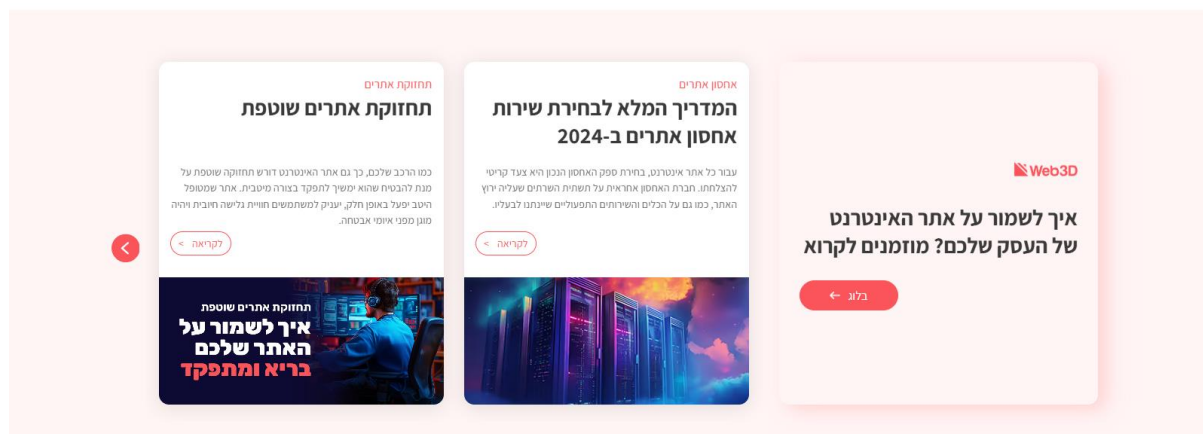 Web3D
איך לשמור על אתר האינטרנט
של העסק שלכם? מוזמנים לקרוא
בלוג ←
אחסון אתרים
המדריך המלא לבחירת שירות
אחסון אתרים ב-2024
עבור כל אתר אינטרנט, בחירת ספק האחסון הנכון היא צעד קריטי
להצלחתו. חברת האחסון אחראית על תשתית השרתים שעליה ירוץ
האתר, כמו גם על הכלים והשירותים התפעוליים שיינתנו לבעליו.
לקריאה >
תחזוקת אתרים
תחזוקת אתרים שוטפת
כמו הרכב שלכם, כך גם אתר האינטרנט דורש תחזוקה שוטפת על
מנת להבטיח שהוא ימשיך לתפקד בצורה מיטבית. אתר שמטופל
היטב יפעל באופן חלק, יעניק למשתמשים חוויית גלישה חיובית ויהיה
מוגן מפני איומי אבטחה.
לקריאה >
תחזוקת אתרים שוטפת
איך לשמור על
האתר שלכם
בריא ומתפקד